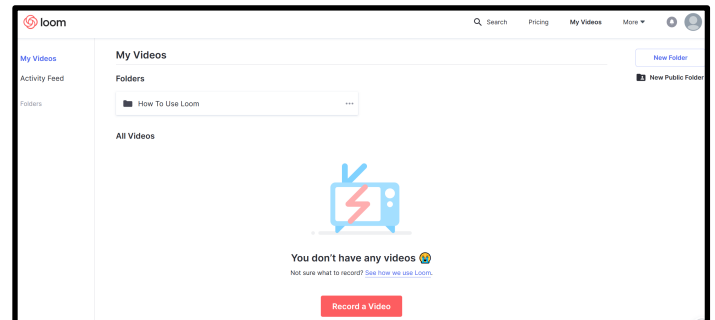 loom
Search
Pricing
My Videos
More
My Videos
Activity Feed
Folders
My Videos
Folders
How To Use Loom
All Videos
You don't have any videos 😭
Not sure what to record? See how we use Loom.
Record a Video
New Folder
New Public Folder